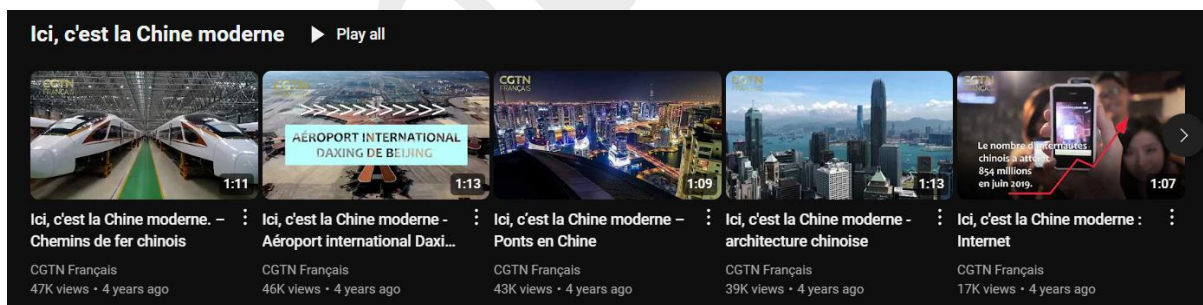 Ici, c'est la Chine moderne
Play all
CGTN
FRANÇAIS
1:11
CGTN
FRANÇAIS
AÉROPORT INTERNATIONAL
DAXING DE BEIJING
1:13
CGTN
FRANÇAIS
1:09
CGTN
FRANÇAIS
1:13
CGTN
FRANÇAIS
Le nombre d'internautes
chinois a atteint
854 millions
en juin 2019.
1:07
Ici, c'est la Chine moderne. –
Chemins de fer chinois
CGTN Français
47K views • 4 years ago
Ici, c'est la Chine moderne -
Aéroport international Daxi...
CGTN Français
46K views • 4 years ago
Ici, c'est la Chine moderne –
Ponts en Chine
CGTN Français
43K views • 4 years ago
Ici, c'est la Chine moderne -
architecture chinoise
CGTN Français
39K views • 4 years ago
Ici, c'est la Chine moderne :
Internet
CGTN Français
17K views • 4 years ago